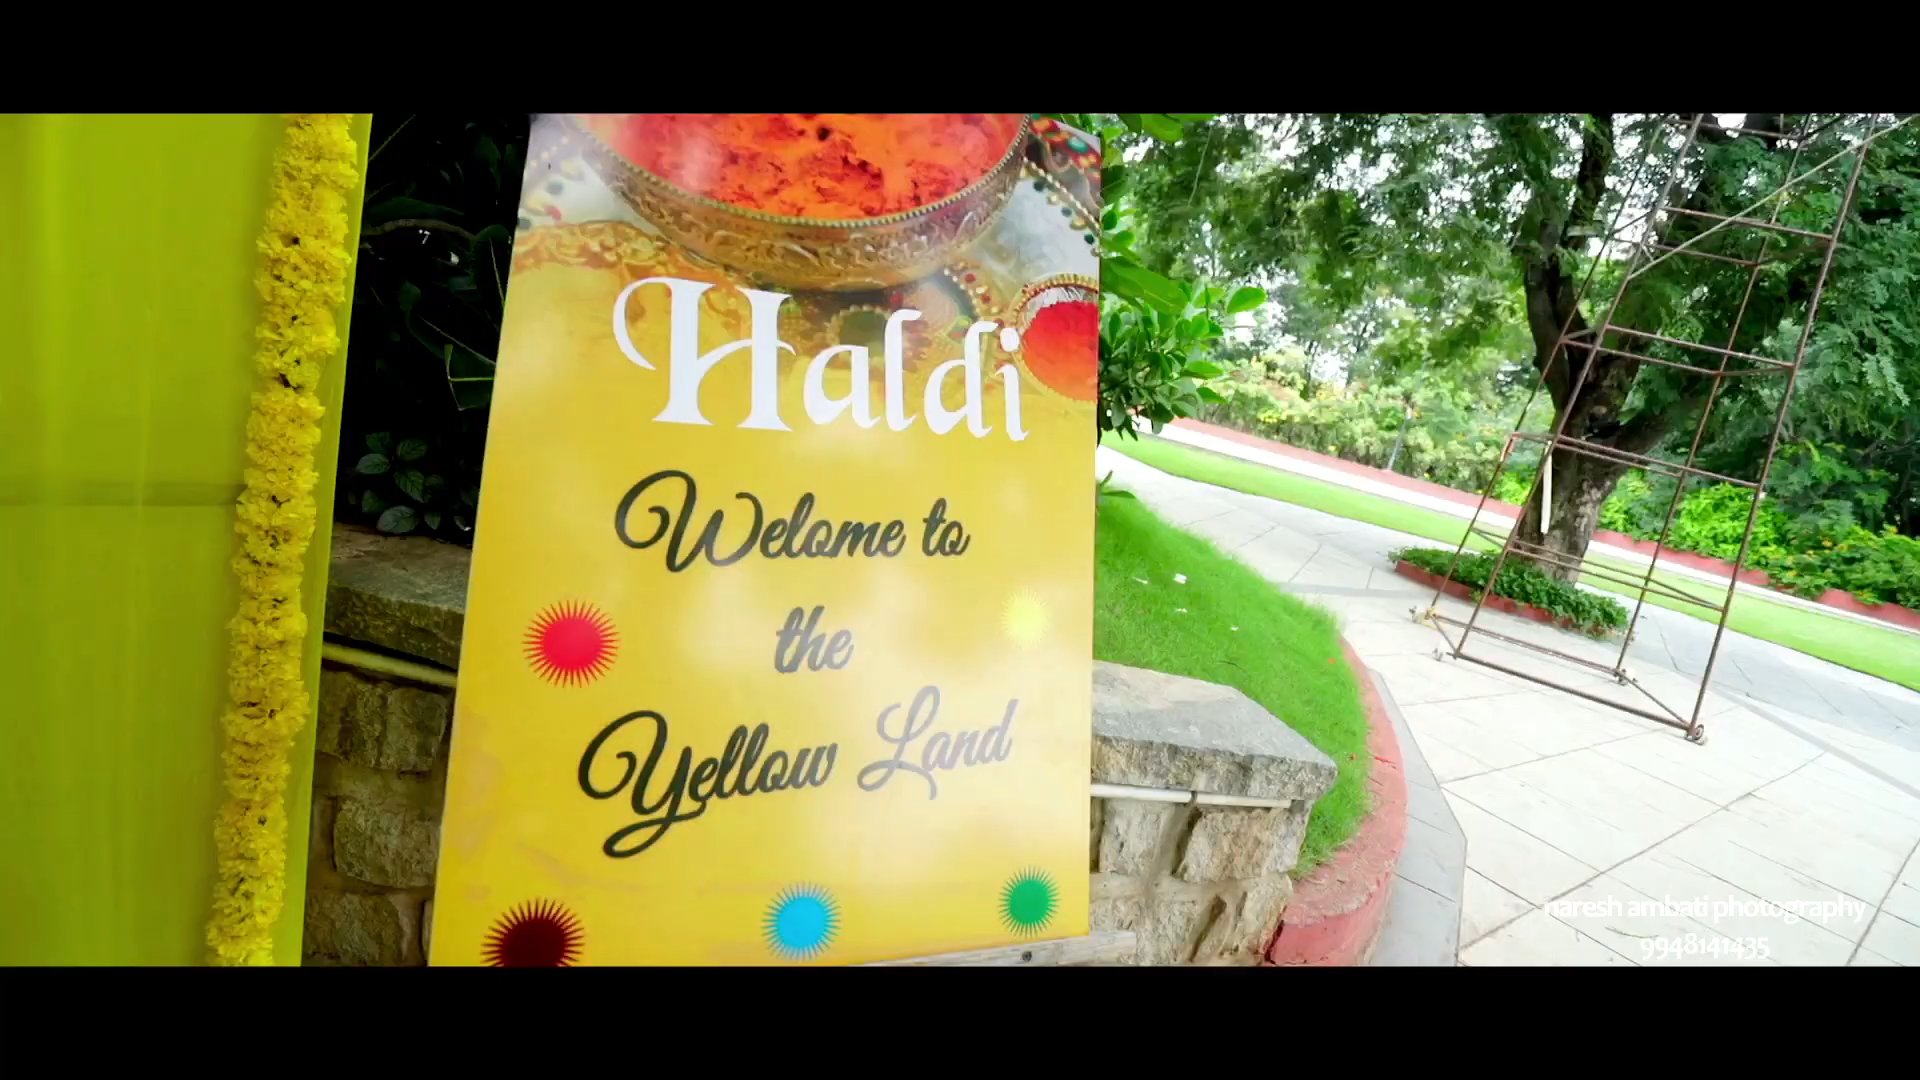 Haldi
Welome to
the
Yellow Land
naresh ambati photography
9948141435